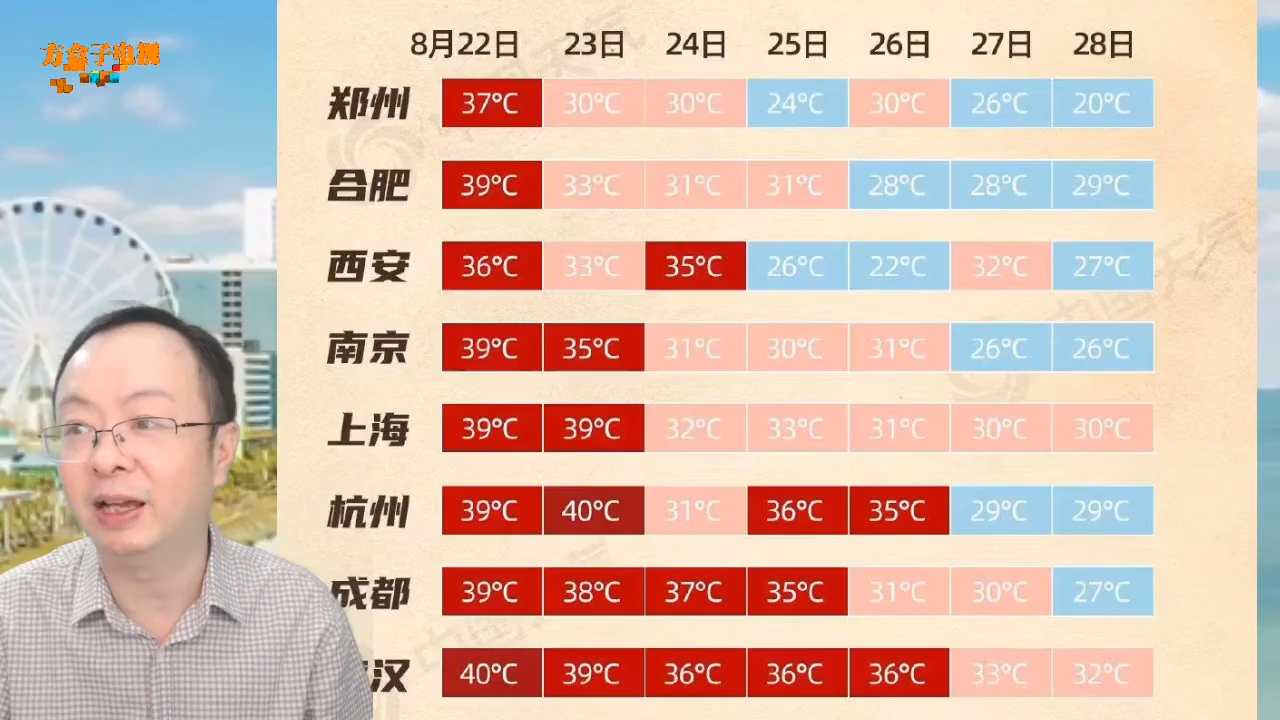 方盒子电视
8月22日 23日 24日 25日 26日 27日 28日
郑州 37°C 30°C 30°C 24°C 30°C 26°C 20°C
合肥 39°C 33°C 31°C 31°C 28°C 28°C 29°C
西安 36°C 33°C 35°C 26°C 22°C 32°C 27°C
南京 39°C 35°C 31°C 30°C 31°C 26°C 26°C
上海 39°C 39°C 32°C 33°C 31°C 30°C 30°C
杭州 39°C 40°C 31°C 36°C 35°C 29°C 29°C
成都 39°C 38°C 37°C 35°C 31°C 30°C 27°C
汉 40°C 39°C 36°C 36°C 36°C 33°C 32°C